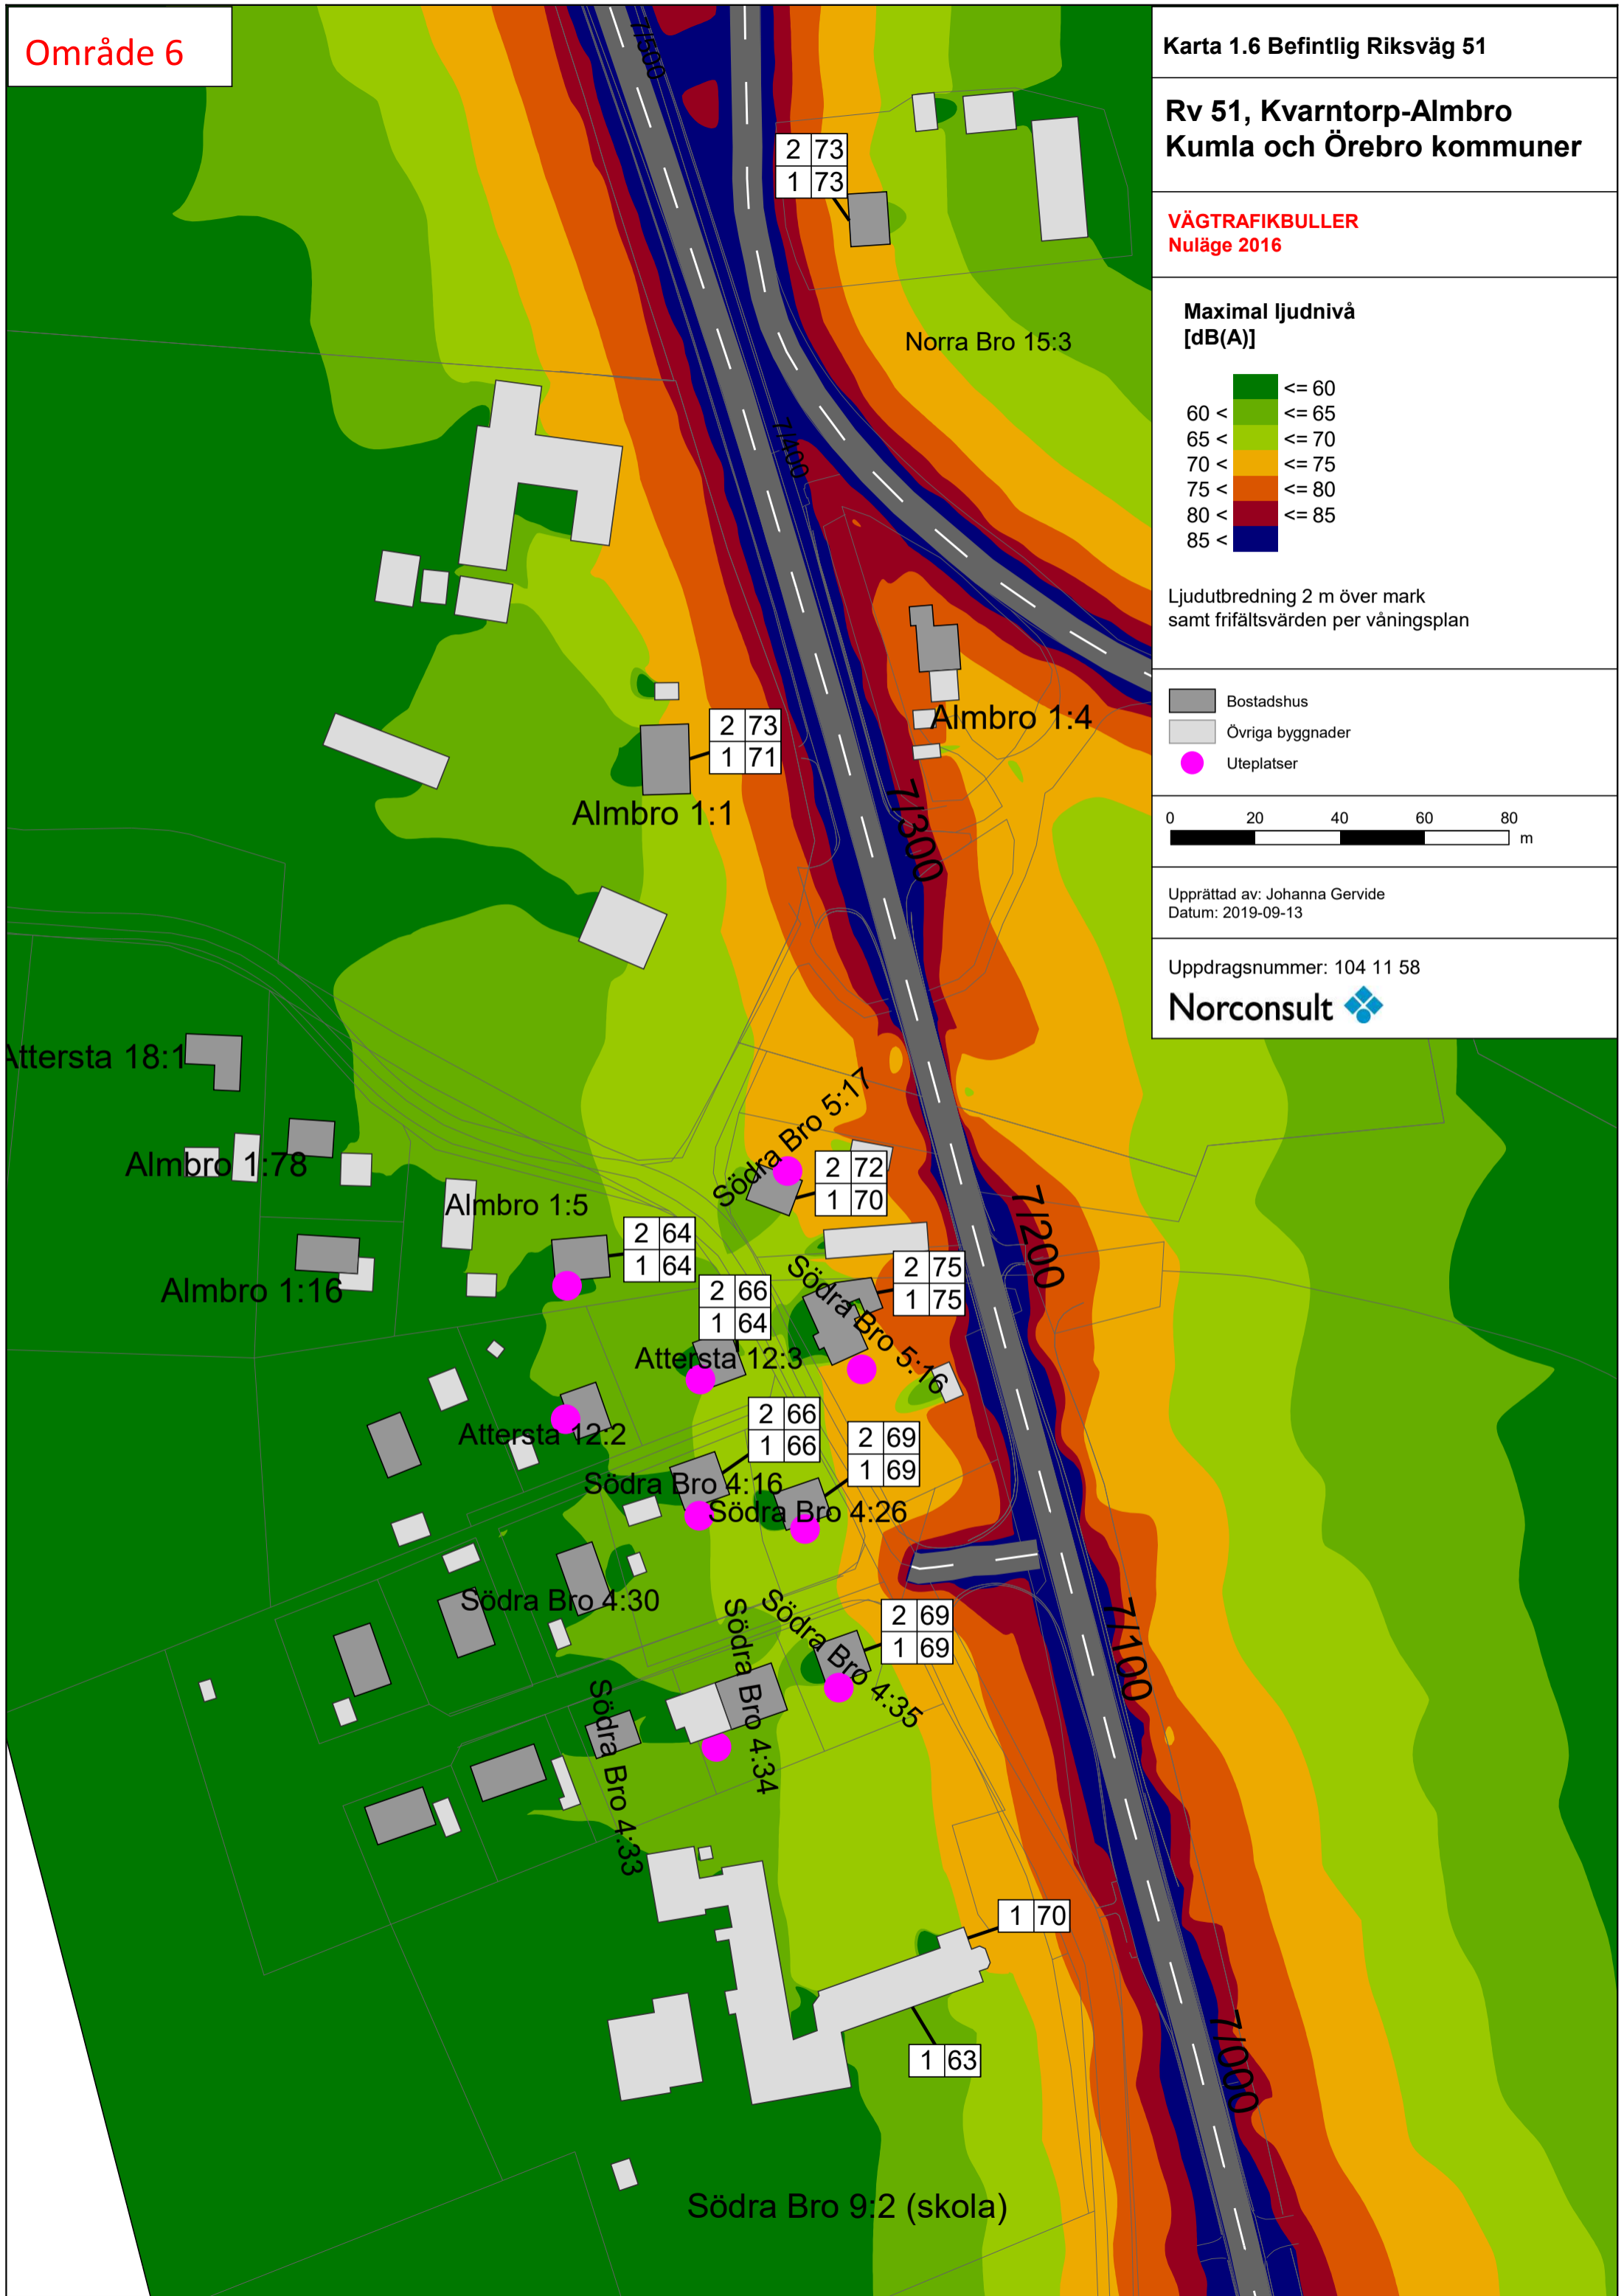 Område 6
Karta 1.6 Befintlig Riksväg 51
Rv 51, Kvarntorp-Almbro
Kumla och Örebro kommuner
VÄGTRAFIKBULLER
Nuläge 2016
Maximal ljudnivå
[dB(A)]
<= 60
60 < <= 65
65 < <= 70
70 < <= 75
75 < <= 80
80 < <= 85
85 <
Ljudutbredning 2 m över mark
samt frifältsvärden per våningsplan
Bostadshus
Övriga byggnader
Uteplatser
0 20 40 60 80
m
Upprättad av: Johanna Gervide
Datum: 2019-09-13
Uppdragsnummer: 104 11 58
Norconsult
7/500
2 73
1 73
Norra Bro 15:3
7/400
2 73
1 71
Almbro 1:4
Almbro 1:1
7/300
Attersta 18:1
Södra Bro 5:17
Almbro 1:78
2 72
1 70
Almbro 1:5
7/200
2 64
1 64
Almbro 1:16
2 75
1 75
2 66
1 64
Södra Bro 5:16
Attersta 12:3
2 66
1 66
Attersta 12:2
2 69
1 69
Södra Bro 4:16
Södra Bro 4:26
Södra Bro 4:30
2 69
1 69
7/100
Södra Bro 4:35
Södra Bro 4:34
Södra Bro 4:33
1 70
1 63
7/000
Södra Bro 9:2 (skola)